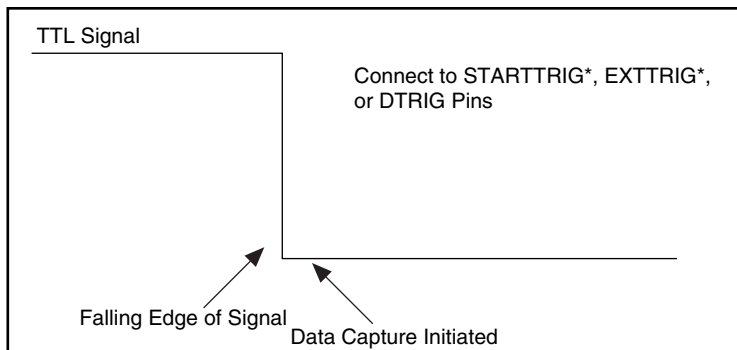 TTL Signal
Connect to STARTTRIG*, EXTTRIG*,
or DTRIG Pins
Falling Edge of Signal
Data Capture Initiated